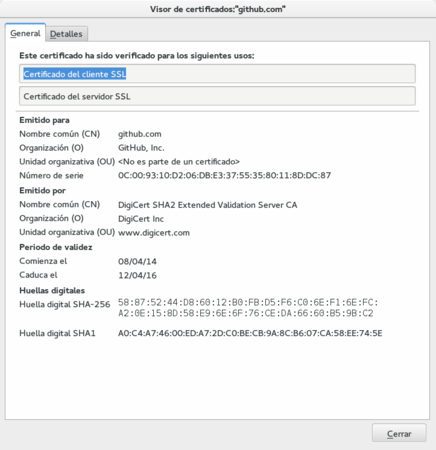 Visor de certificados:"github.com"
General Detalles
Este certificado ha sido verificado para los siguientes usos:
Certificado del cliente SSL
Certificado del servidor SSL
Emitido para
Nombre común (CN) github.com
Organización (O) GitHub, Inc.
Unidad organizativa (OU) <No es parte de un certificado>
Número de serie 0C:00:93:10:D2:06:DB:E3:37:55:35:80:11:8D:DC:87
Emitido por
Nombre común (CN) DigiCert SHA2 Extended Validation Server CA
Organización (O) DigiCert Inc
Unidad organizativa (OU) www.digicert.com
Periodo de validez
Comienza el 08/04/14
Caduca el 12/04/16
Huellas digitales
Huella digital SHA-256 58:87:52:44:D8:60:12:B0:FB:D5:F6:C0:6E:F1:6E:FC:
A2:0E:15:8D:58:E9:6E:6F:76:CE:DA:66:60:B5:9B:C2
Huella digital SHA1 A0:C4:A7:46:00:ED:A7:2D:C0:BE:CB:9A:8C:B6:07:CA:58:EE:74:5E
Cerrar